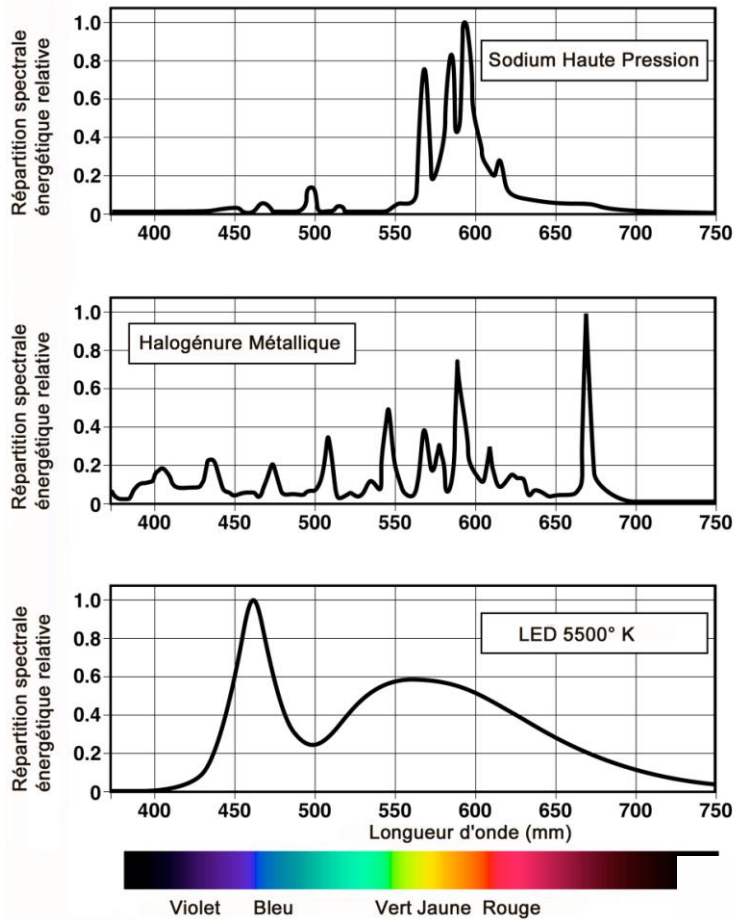 Répartition spectrale
énergétique relative
1.0
0.8
0.6
0.4
0.2
0
Sodium Haute Pression
400 450 500 550 600 650 700 750
Répartition spectrale
énergétique relative
1.0
0.8
0.6
0.4
0.2
0
Halogénure Métallique
400 450 500 550 600 650 700 750
Répartition spectrale
énergétique relative
1.0
0.8
0.6
0.4
0.2
0
LED 5500° K
400 450 500 550 600 650 700 750
Longueur d'onde (mm)
Violet Bleu Vert Jaune Rouge